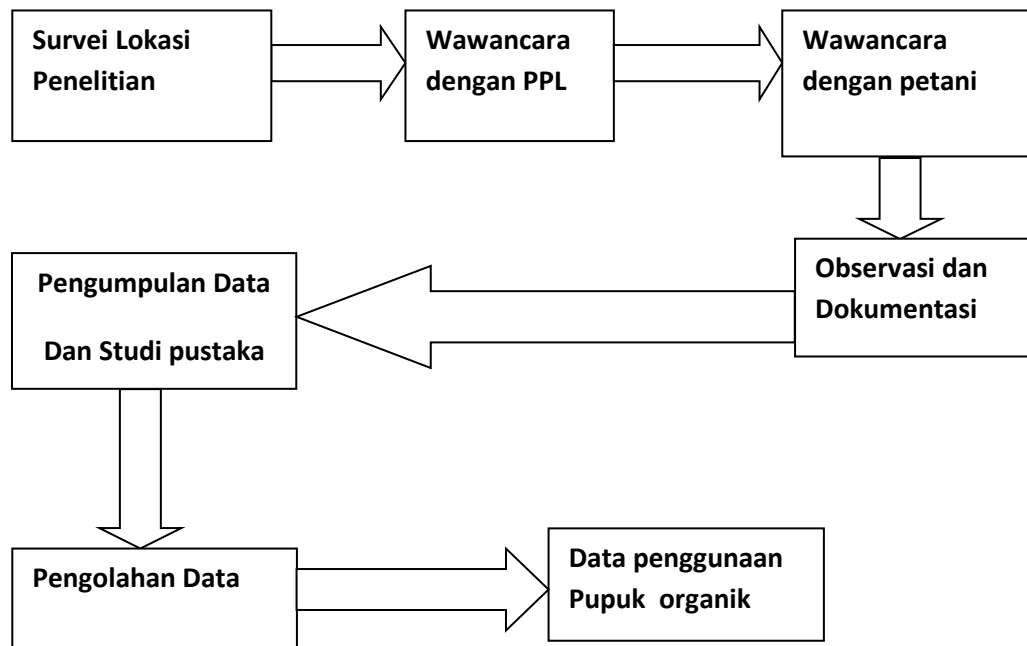 Survei Lokasi
Penelitian
Wawancara
dengan PPL
Wawancara
dengan petani
Observasi dan
Dokumentasi
Pengumpulan Data
Dan Studi pustaka
Pengolahan Data
Data penggunaan
Pupuk organik